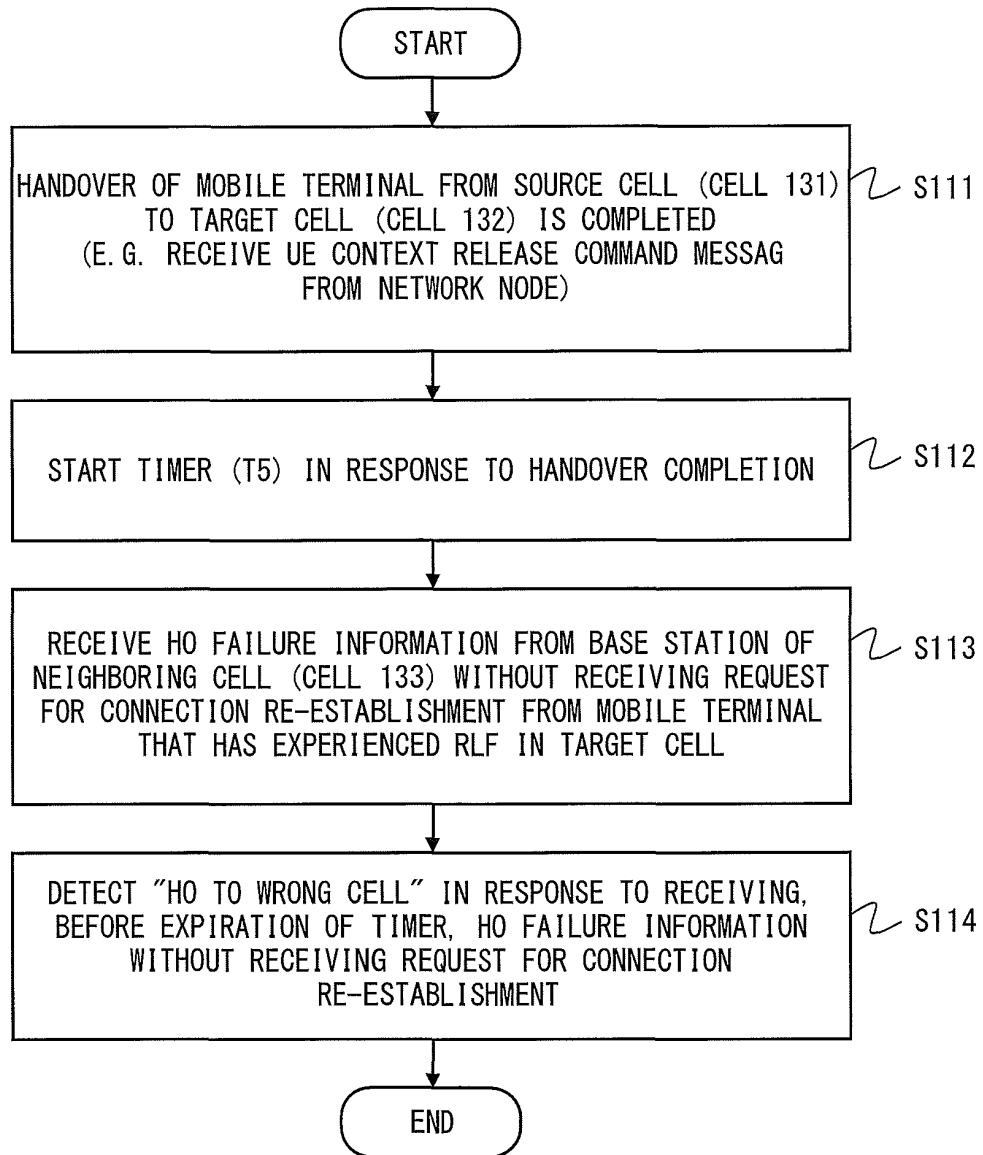 START
HANDOVER OF MOBILE TERMINAL FROM SOURCE CELL (CELL 131)
TO TARGET CELL (CELL 132) IS COMPLETED
(E.G. RECEIVE UE CONTEXT RELEASE COMMAND MESSAG
FROM NETWORK NODE)
S111
START TIMER (T5) IN RESPONSE TO HANDOVER COMPLETION
S112
RECEIVE HO FAILURE INFORMATION FROM BASE STATION OF
NEIGHBORING CELL (CELL 133) WITHOUT RECEIVING REQUEST
FOR CONNECTION RE-ESTABLISHMENT FROM MOBILE TERMINAL
THAT HAS EXPERIENCED RLF IN TARGET CELL
S113
DETECT "HO TO WRONG CELL" IN RESPONSE TO RECEIVING,
BEFORE EXPIRATION OF TIMER, HO FAILURE INFORMATION
WITHOUT RECEIVING REQUEST FOR CONNECTION
RE-ESTABLISHMENT
S114
END